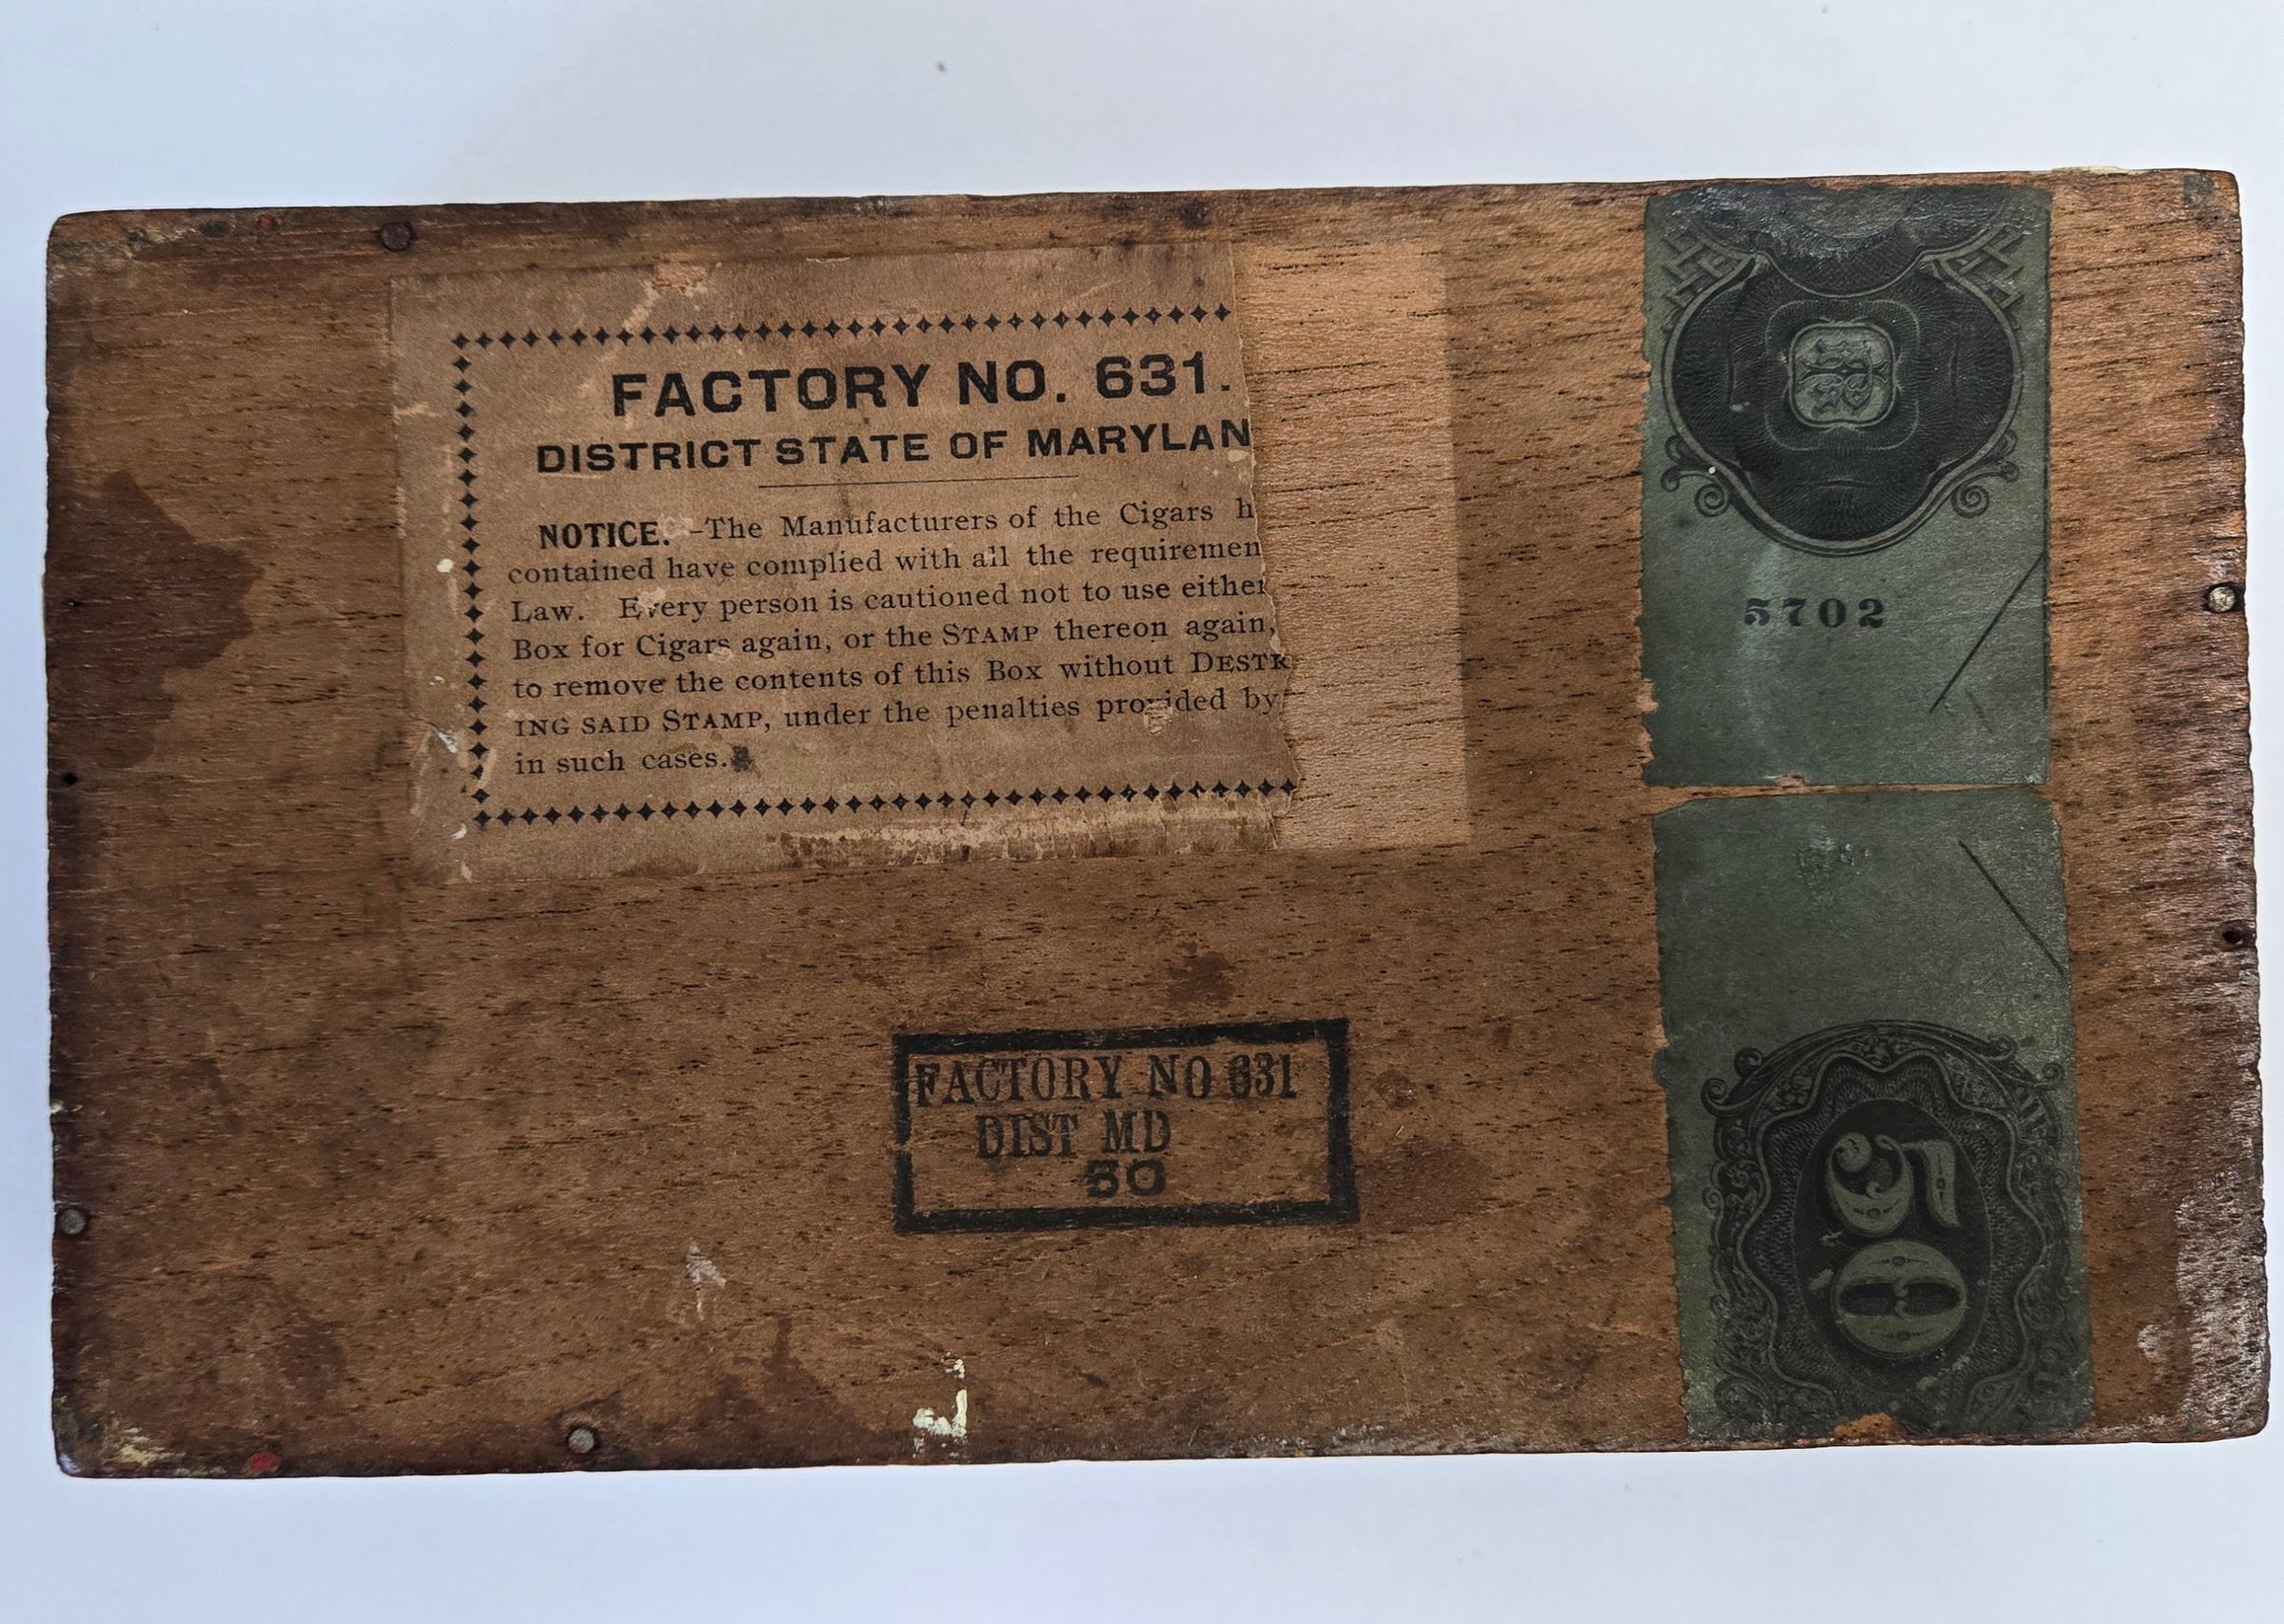 FACTORY NO. 631.
DISTRICT STATE OF MARYLAN
NOTICE. -The Manufacturers of the Cigars h
contained have complied with all the requiremen
Law. Every person is cautioned not to use either
Box for Cigars again, or the STAMP thereon again,
to remove the contents of this Box without DESTR
ING SAID STAMP, under the penalties provided by
in such cases.
5702
FACTORY NO 631
DIST MD
50
50